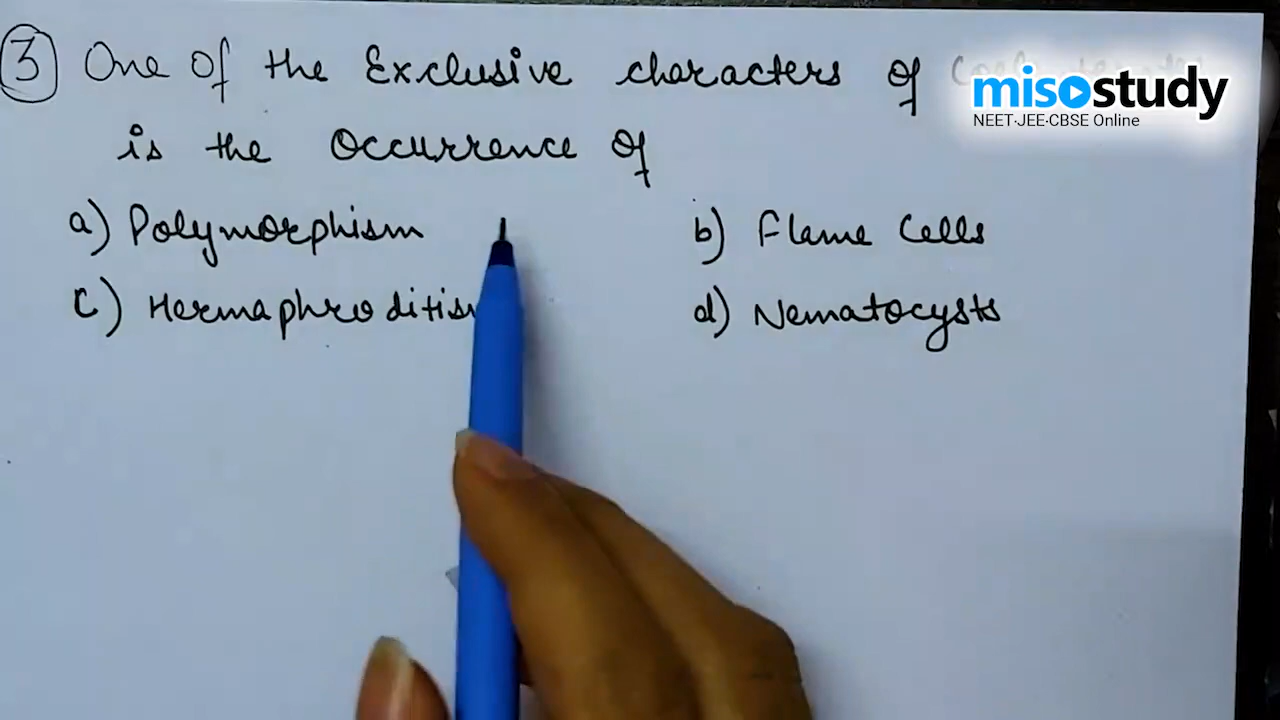 3 One Of the Exclusive characters of
misostudy
NEET-JEE-CBSE Online
is the Occurrence Of
a) Polymorphism b) Flame Cells
c) Hermaphroditism d) Nematocysts